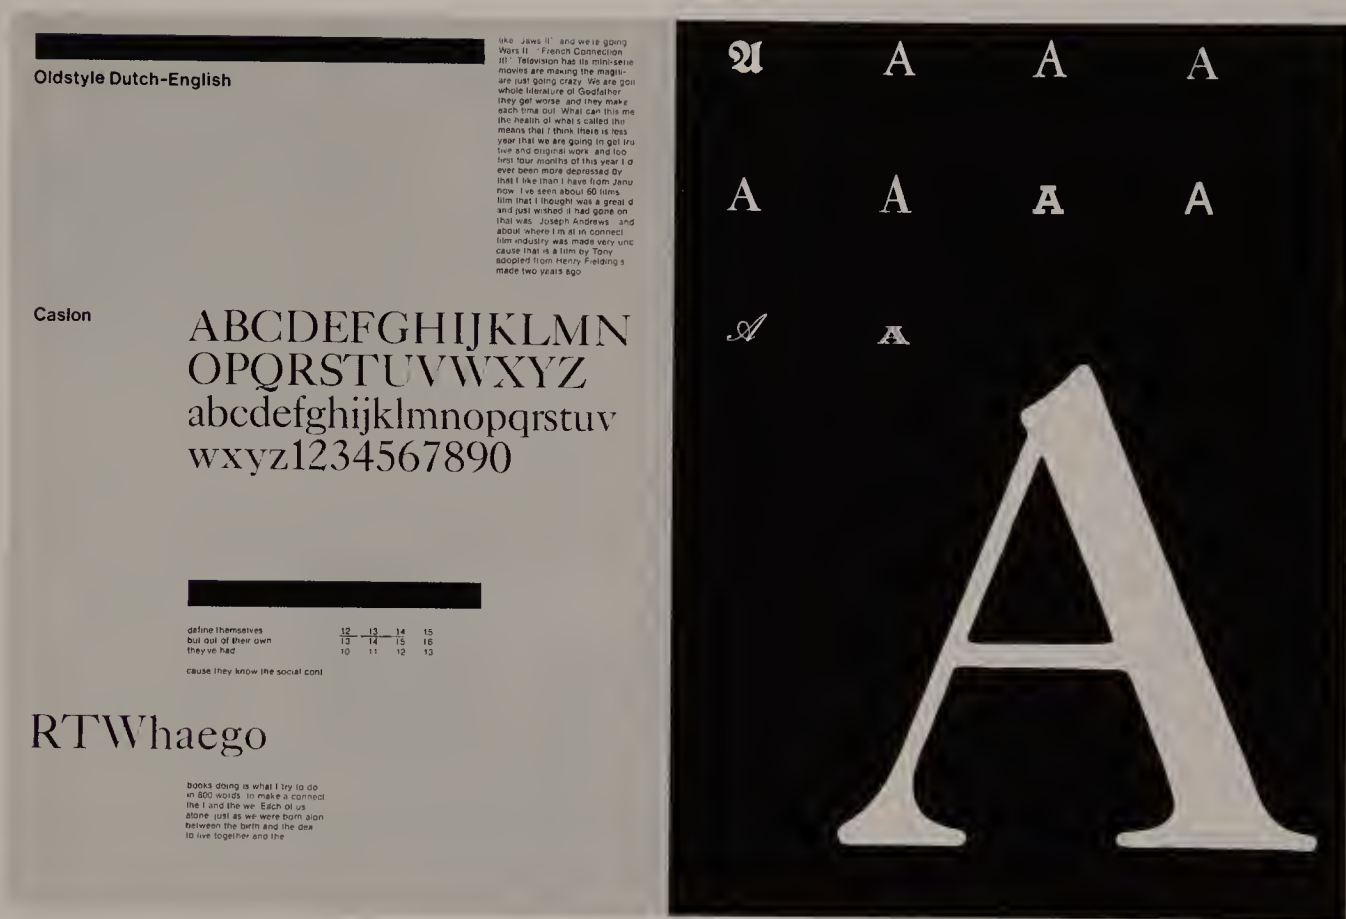 Oldstyle Dutch-English
like Jaws II and we're going
Wars II 'French Connection
III' Television has its mini-serie
movies are making the magili-
are just going crazy We are goi
whole literature of Godfather
they get worse and they make
each time out What can this me
the health of what s called the
means that I think there is less
year that we are going to get tru
tive and original work and loo
first four months of this year I d
ever been more depressed by
that I like than I have from Janu
now I ve seen about 60 films
film that I thought was a great d
and just wished it had gone on
that was Joseph Andrews and
about where I m at in connect
film industry was made very unc
cause that is a film by Tony
adopted from Henry Fielding s
made two years ago
Caslon
ABCDEFGHIJKLMN
OPQRSTUVWXYZ
abcdefghijklmnopqrstuv
wxyz1234567890
define themselves 12 13 14 15
but out of their own 13 14 15 16
they ve had 10 11 12 13
cause they know the social cont
RTWhaego
books doing is what I try to do
in 800 words to make a connect
the I and the we Each of us
alone just as we were born alon
between the birth and the dea
to live together and the
A A A A
A A A A
A A
A